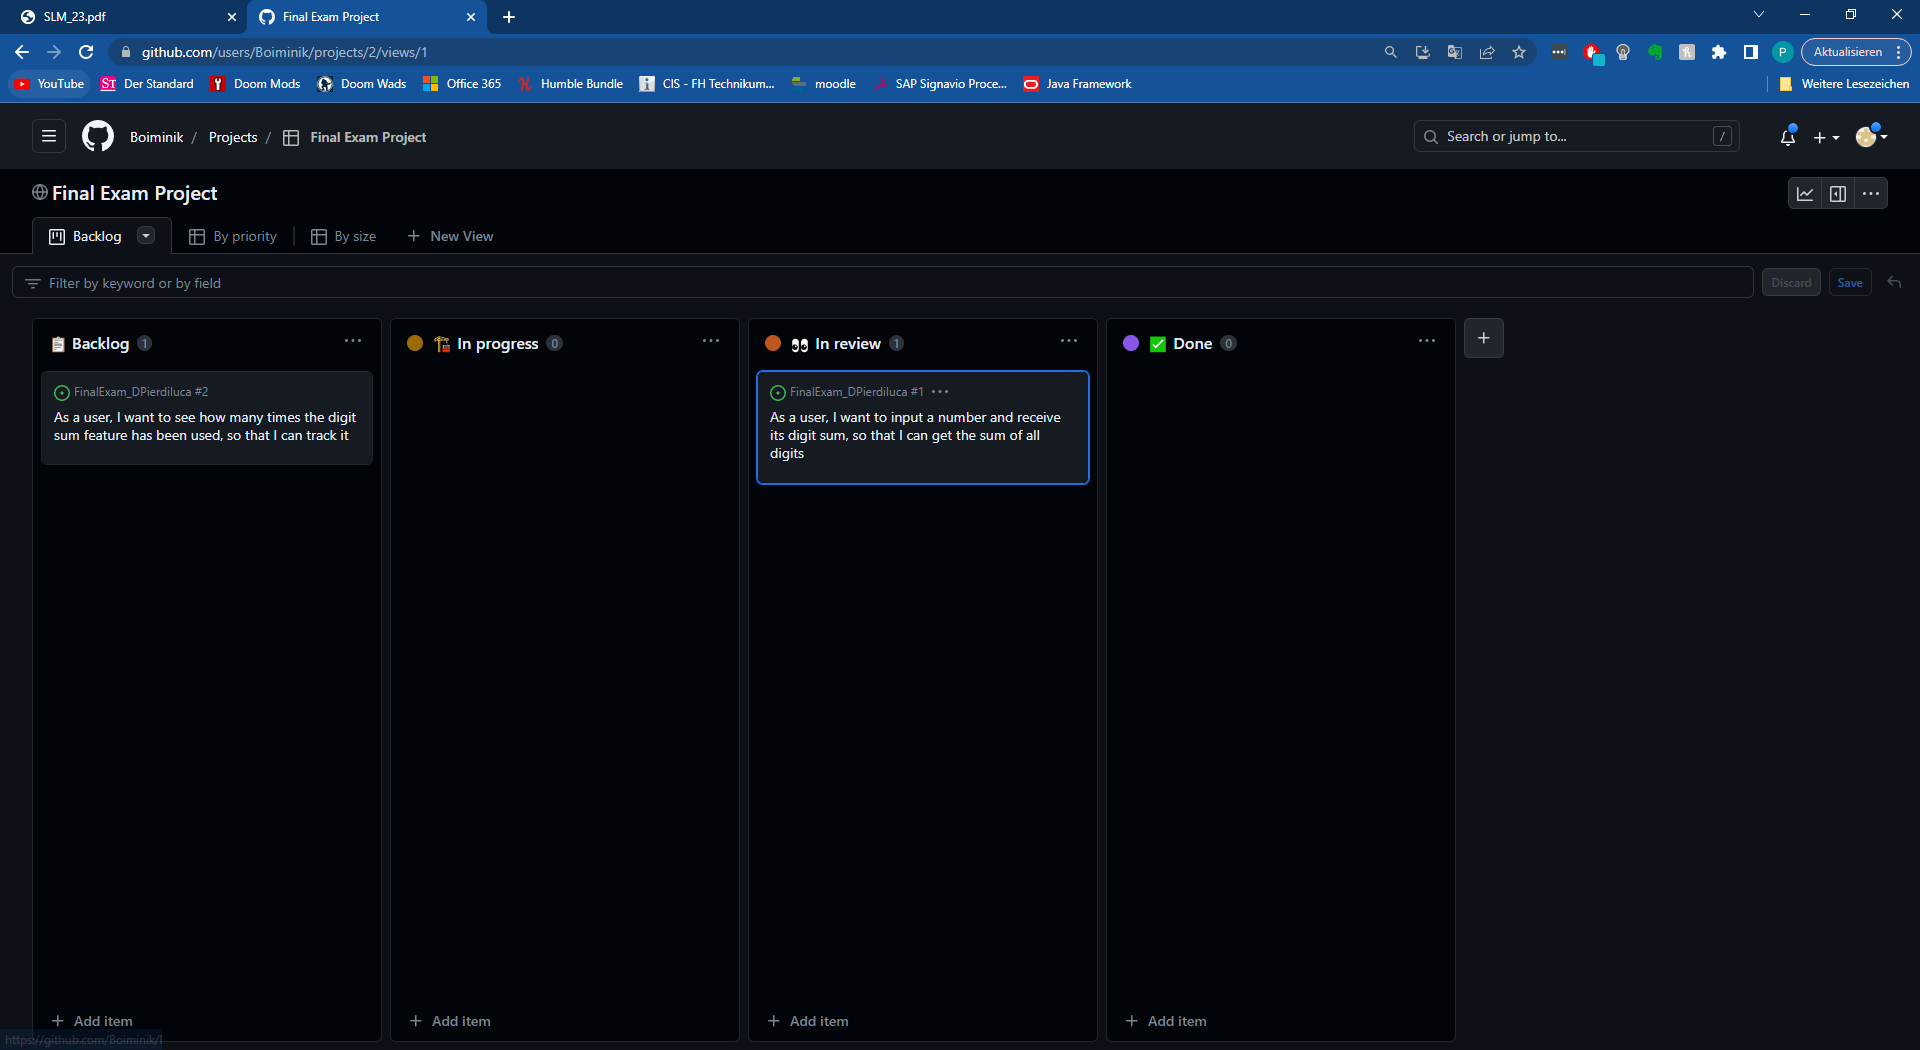 SLM_23.pdf
Final Exam Project
github.com/users/Boiminik/projects/2/views/1
P
Aktualisieren
YouTube
ST Der Standard
Doom Mods
Doom Wads
Office 365
Humble Bundle
CIS - FH Technikum...
moodle
SAP Signavio Proce...
Java Framework
Weitere Lesezeichen
Boiminik / Projects / Final Exam Project
Search or jump to... /
Final Exam Project
Backlog
By priority
By size
+ New View
Filter by keyword or by field
Discard
Save
Backlog 1
FinalExam_DPierdiluca #2
As a user, I want to see how many times the digit
sum feature has been used, so that I can track it
+ Add item
In progress 0
+ Add item
In review 1
FinalExam_DPierdiluca #1 ...
As a user, I want to input a number and receive
its digit sum, so that I can get the sum of all
digits
+ Add item
Done 0
+ Add item
https://github.com/Boiminik/